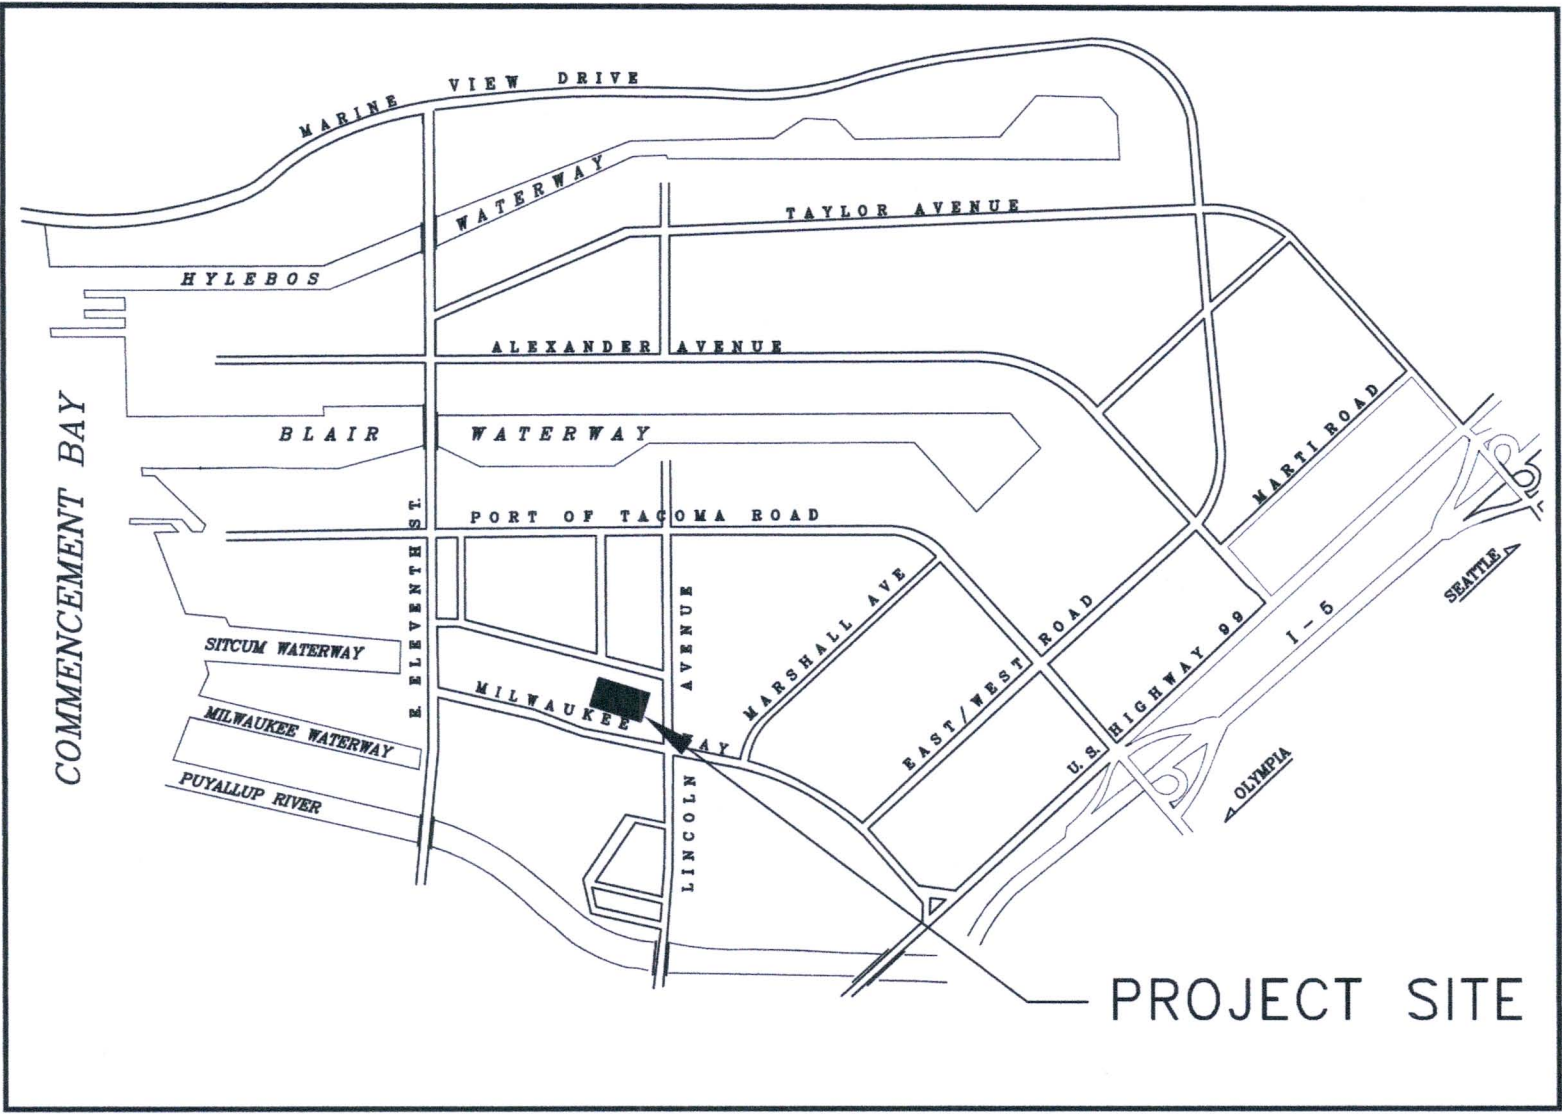 MARINE VIEW DRIVE
HYLEBOS WATERWAY
TAYLOR AVENUE
ALEXANDER AVENUE
COMMENCEMENT BAY
BLAIR WATERWAY
MARTI ROAD
E. ELEVENTH ST.
PORT OF TACOMA ROAD
SEATTLE
SITCUM WATERWAY
MILWAUKEE WATERWAY
PUYALLUP RIVER
MILWAUKEE WAY
LINCOLN AVENUE
MARSHALL AVE
EAST/WEST ROAD
U.S. HIGHWAY 99
I-5
OLYMPIA
PROJECT SITE